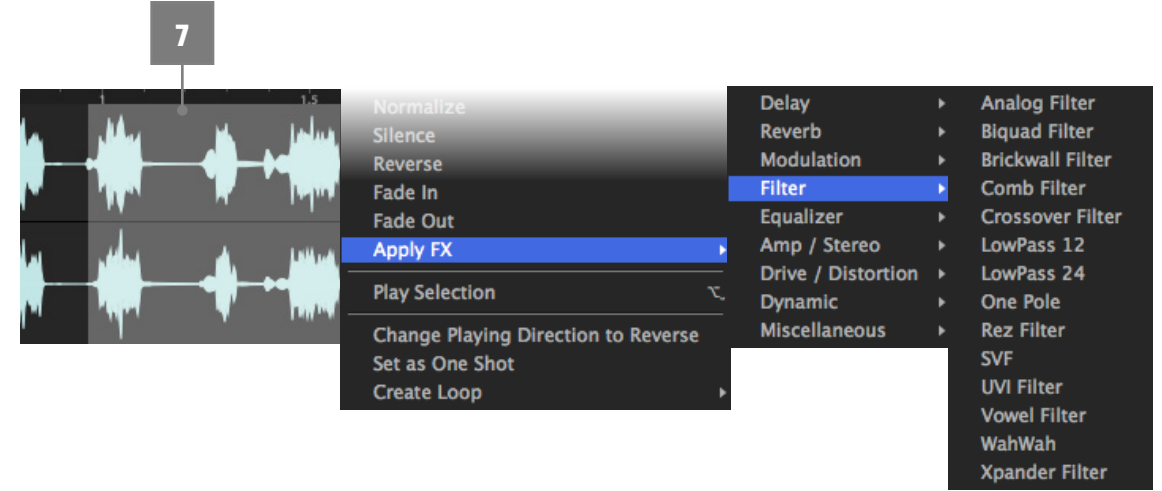 7
1
1.5
Normalize
Silence
Reverse
Fade In
Fade Out
Apply FX
Play Selection ⌥
Change Playing Direction to Reverse
Set as One Shot
Create Loop
Delay
Reverb
Modulation
Filter
Equalizer
Amp / Stereo
Drive / Distortion
Dynamic
Miscellaneous
Analog Filter
Biquad Filter
Brickwall Filter
Comb Filter
Crossover Filter
LowPass 12
LowPass 24
One Pole
Rez Filter
SVF
UVI Filter
Vowel Filter
WahWah
Xpander Filter